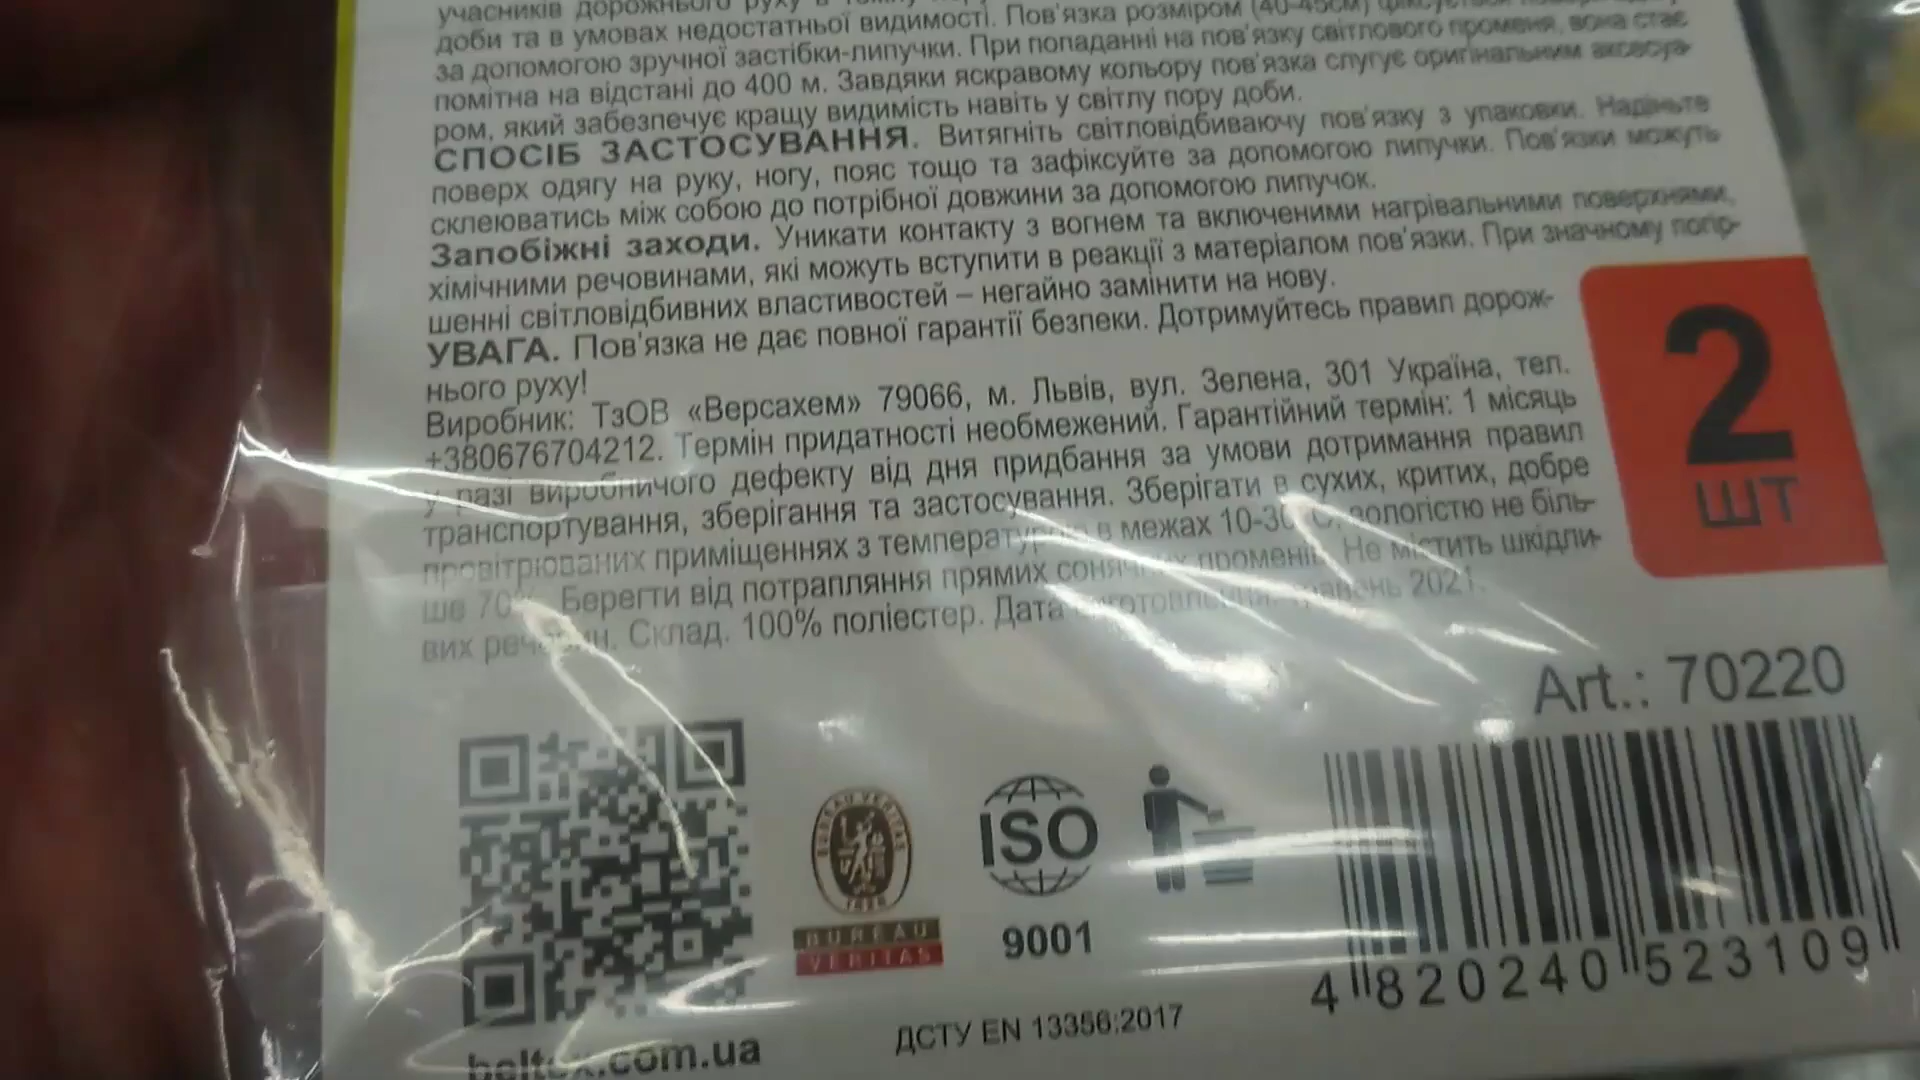 учасників дорожнього руху в
доби та в умовах недостатньої видимості. Пов'язка розміром (40-45см) фіксується
за допомогою зручної застібки-липучки. При попаданні на пов'язку світлового променя, вона стає
помітна на відстані до 400 м. Завдяки яскравому кольору пов'язка слугує оригінальним аксесуа-
ром, який забезпечує кращу видимість навіть у світлу пору доби.
СПОСІБ ЗАСТОСУВАННЯ. Витягніть світловідбиваючу пов'язку з упаковки. Надіньте
поверх одягу на руку, ногу, пояс тощо та зафіксуйте за допомогою липучки. Пов'язки можуть
склеюватись між собою до потрібної довжини за допомогою липучок.
Запобіжні заходи. Уникати контакту з вогнем та включеними нагрівальними поверхнями,
хімічними речовинами, які можуть вступити в реакції з матеріалом пов'язки. При значному погір-
шенні світловідбивних властивостей – негайно замінити на нову.
УВАГА. Пов'язка не дає повної гарантії безпеки. Дотримуйтесь правил дорож-
нього руху!
Виробник: ТзОВ «Версахем» 79066, м. Львів, вул. Зелена, 301 Україна, тел.
+380676704212. Термін придатності необмежений. Гарантійний термін: 1 місяць
у разі виробничого дефекту від дня придбання за умови дотримання правил
транспортування, зберігання та застосування. Зберігати в сухих, критих, добре
провітрюваних приміщеннях з температурою в межах 10-30°С, вологістю не біль-
ше 70%. Берегти від потрапляння прямих сонячних променів. Не містить шкідли-
вих речовин. Склад. 100% поліестер. Дата виготовлення: травень 2021.
2
ШТ
Art.: 70220
BUREAU VERITAS
1828
BUREAU
VERITAS
ISO
9001
4 820240 523109
ДСТУ EN 13356:2017
beltex.com.ua